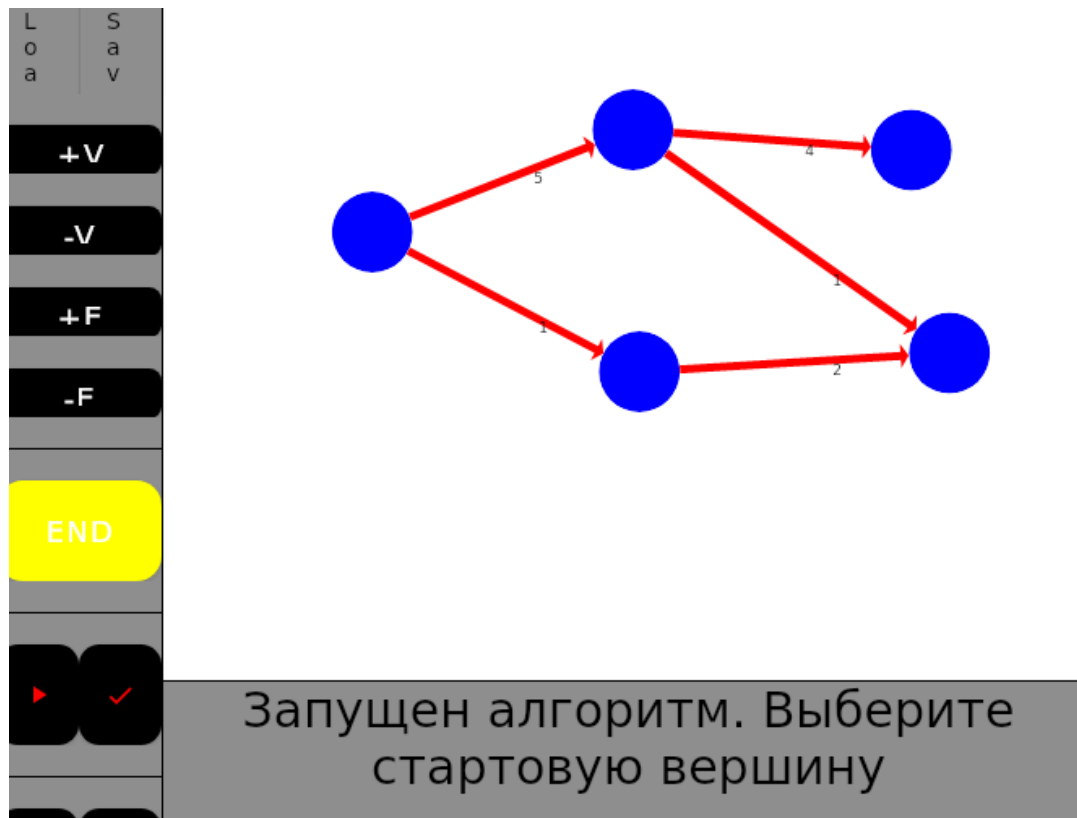 L S
o a
a v
+V
-V
+F
-F
END
5
4
1
1
2
Запущен алгоритм. Выберите
стартовую вершину